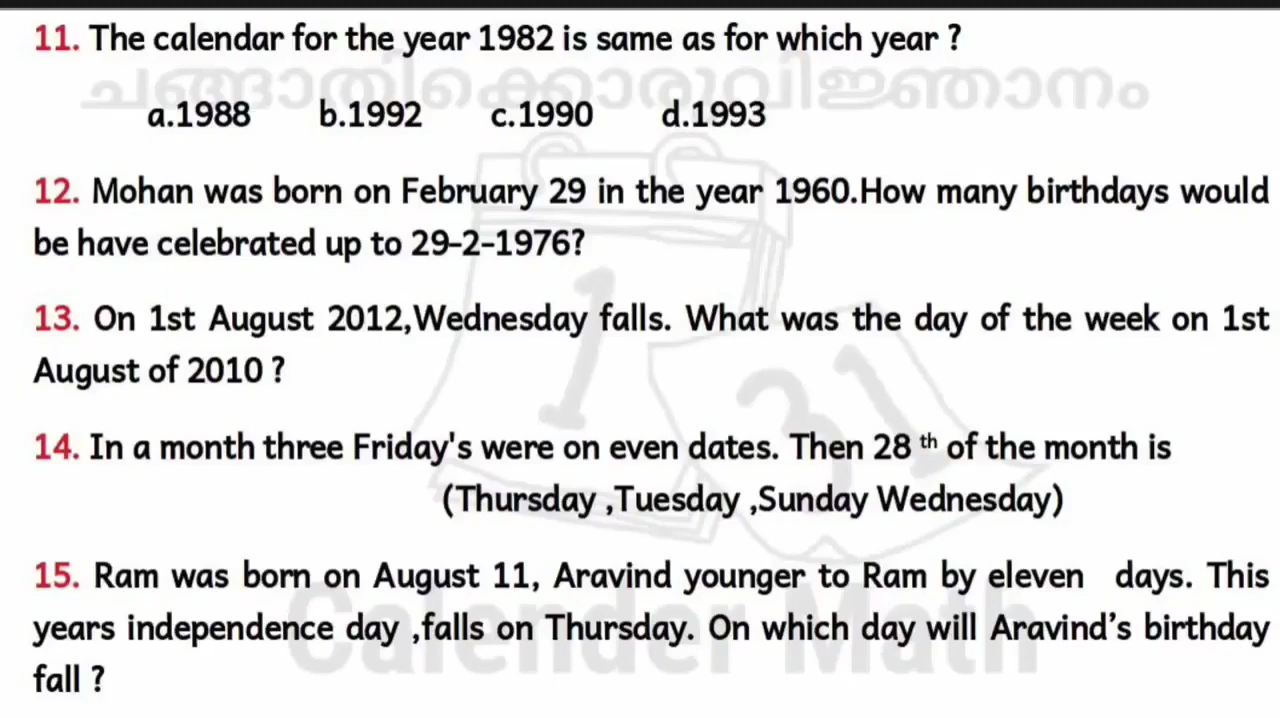 11. The calendar for the year 1982 is same as for which year ?
ചങ്ങാതിക്കൊരുവിജ്ഞാനം
a.1988 b.1992 c.1990 d.1993
12. Mohan was born on February 29 in the year 1960.How many birthdays would
be have celebrated up to 29-2-1976?
13. On 1st August 2012,Wednesday falls. What was the day of the week on 1st
August of 2010 ?
1
31
14. In a month three Friday's were on even dates. Then 28 th of the month is
(Thursday ,Tuesday ,Sunday Wednesday)
15. Ram was born on August 11, Aravind younger to Ram by eleven days. This
years independence day ,falls on Thursday. On which day will Aravind’s birthday
Calender Math
fall ?